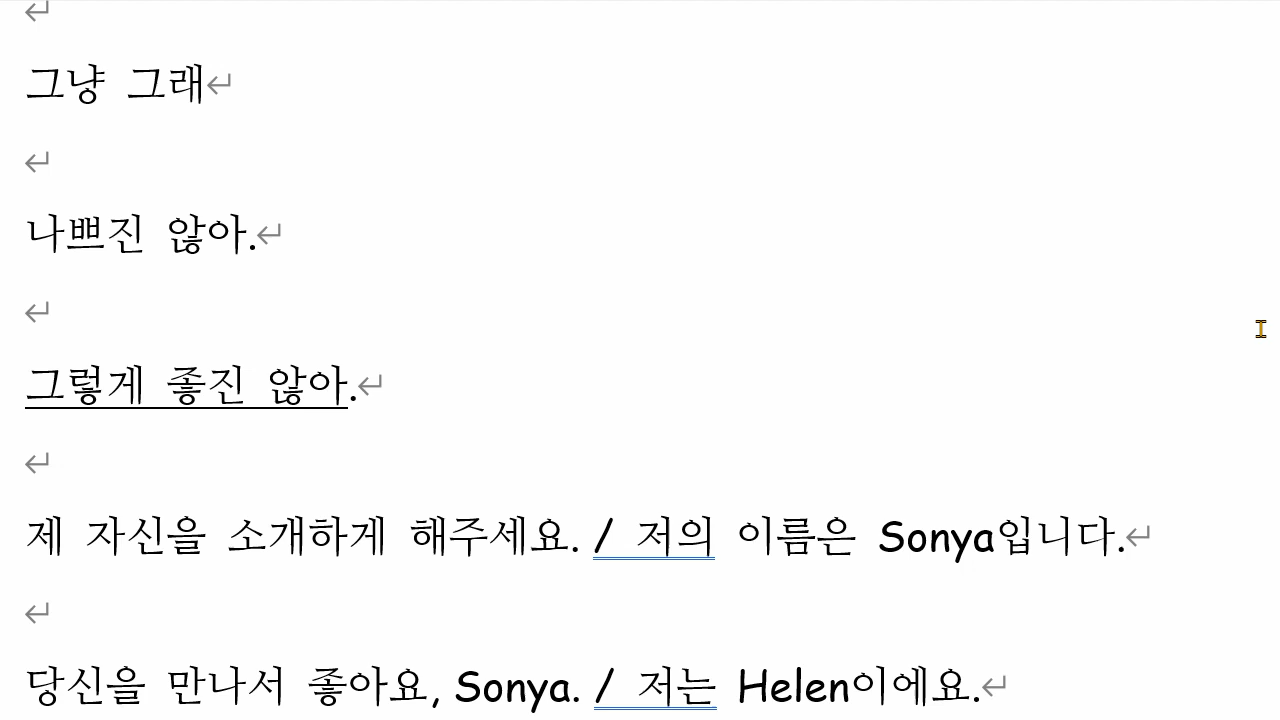 그냥 그래
나쁘진 않아.
그렇게 좋진 않아.
제 자신을 소개하게 해주세요. / 저의 이름은 Sonya입니다.
당신을 만나서 좋아요, Sonya. / 저는 Helen이에요.